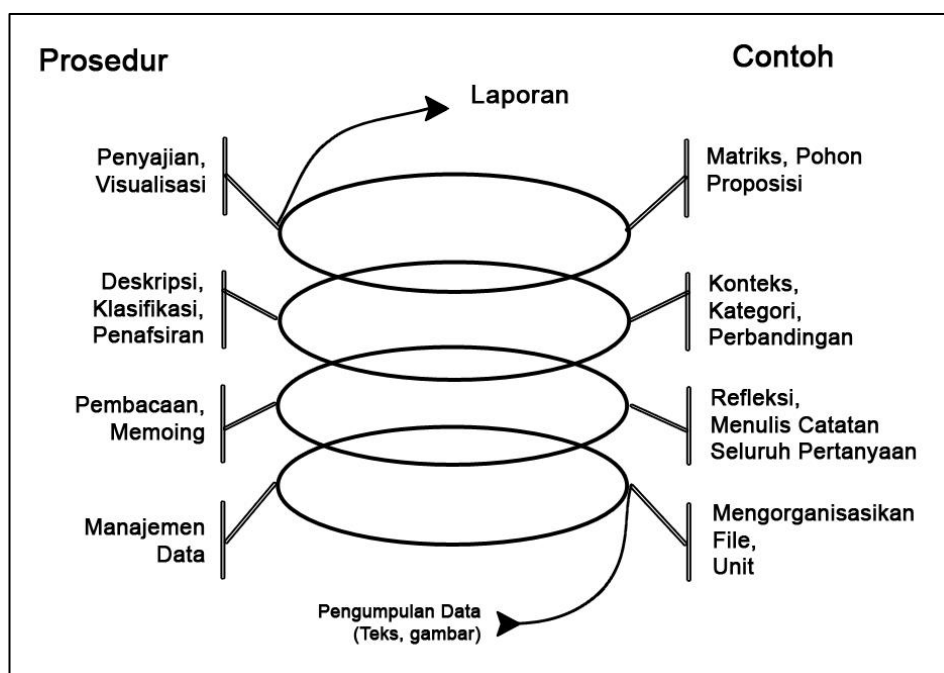 Prosedur
Contoh
Laporan
Penyajian,
Visualisasi
Matriks, Pohon
Proposisi
Deskripsi,
Klasifikasi,
Penafsiran
Konteks,
Kategori,
Perbandingan
Pembacaan,
Memoing
Refleksi,
Menulis Catatan
Seluruh Pertanyaan
Manajemen
Data
Mengorganisasikan
File,
Unit
Pengumpulan Data
(Teks, gambar)